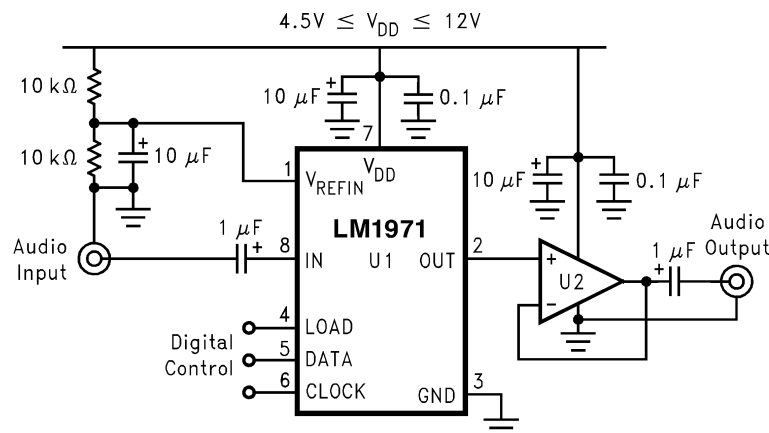 4.5V ≤ VDD ≤ 12V
10 kΩ
10 kΩ
+
10 μF
10 μF
+
0.1 μF
7
1
VREFIN
VDD
LM1971
U1
Audio
Input
1 μF
+
8
IN
OUT
2
Digital
Control
4
LOAD
5
DATA
6
CLOCK
GND
3
10 μF
+
0.1 μF
+
U2
−
1 μF
+
Audio
Output